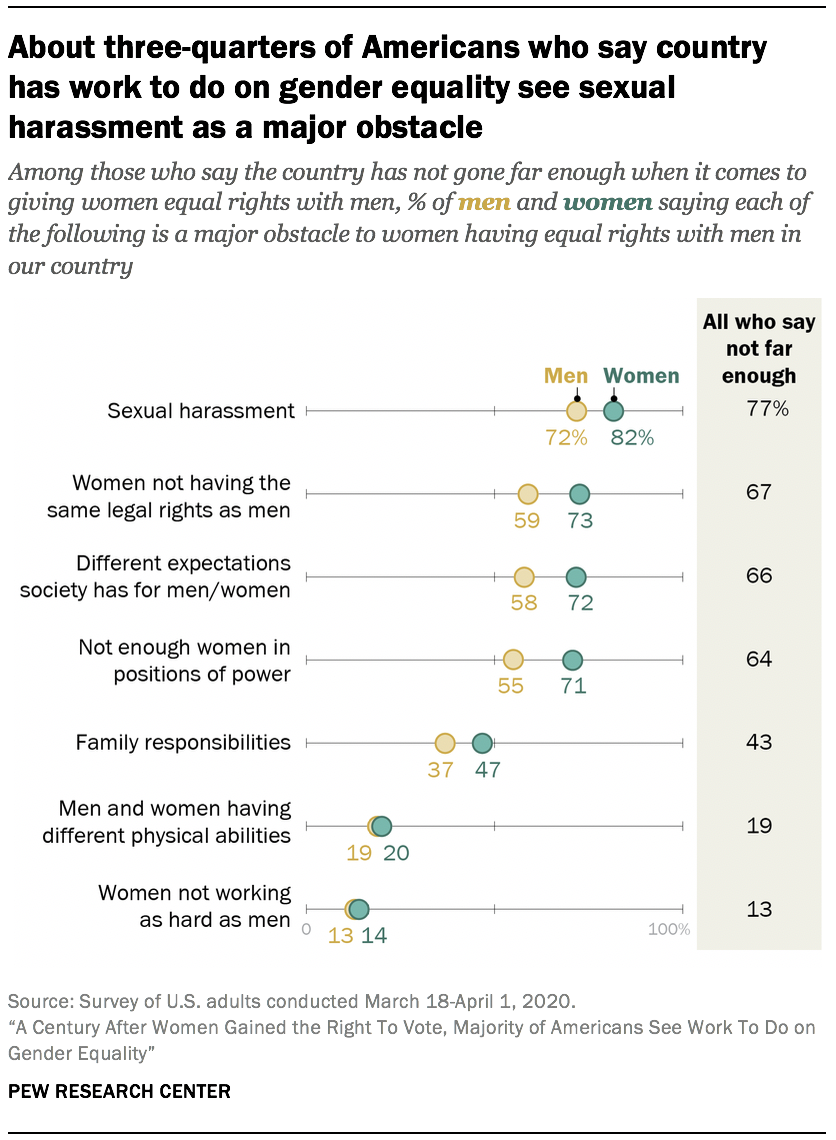 About three-quarters of Americans who say country
has work to do on gender equality see sexual
harassment as a major obstacle
Among those who say the country has not gone far enough when it comes to
giving women equal rights with men, % of men and women saying each of
the following is a major obstacle to women having equal rights with men in
our country
All who say
not far
enough
Men Women
Sexual harassment
72% 82%
77%
Women not having the
same legal rights as men
59 73
67
Different expectations
society has for men/women
58 72
66
Not enough women in
positions of power
55 71
64
Family responsibilities
37 47
43
Men and women having
different physical abilities
19 20
19
Women not working
as hard as men
0 100%
13 14
13
Source: Survey of U.S. adults conducted March 18-April 1, 2020.
“A Century After Women Gained the Right To Vote, Majority of Americans See Work To Do on
Gender Equality”
PEW RESEARCH CENTER